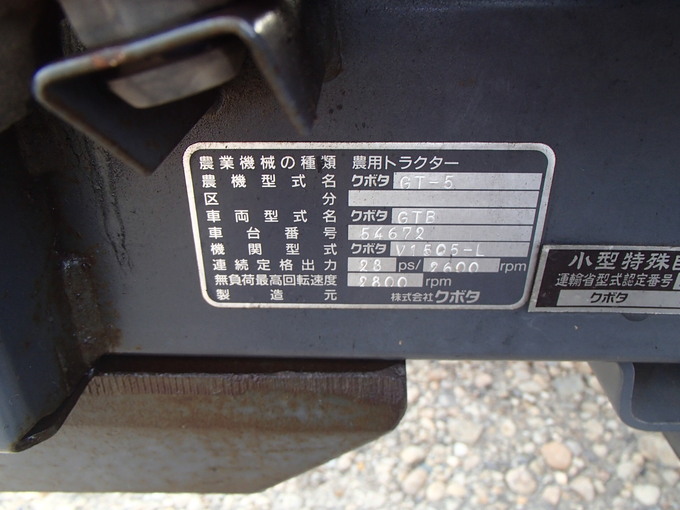 農業機械の種類 農用トラクター
農機型式名 クボタ GT-5
区分
車両型式名 クボタ GTB
車台番号 54672
機関型式 クボタ V1505-L
連続定格出力 23 ps/ 2600 rpm
無負荷最高回転速度 2800 rpm
製造元 株式会社クボタ
小型特殊自
運輸省型式認定番号
クボタ